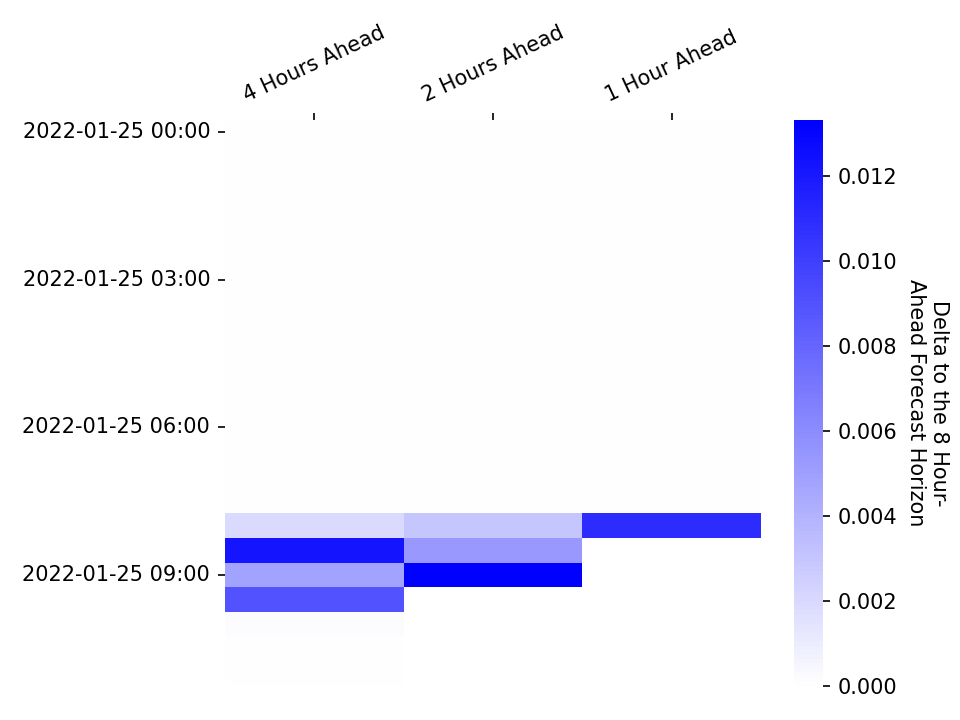 4 Hours Ahead
2 Hours Ahead
1 Hour Ahead
2022-01-25 00:00
2022-01-25 03:00
2022-01-25 06:00
2022-01-25 09:00
0.012
0.010
0.008
0.006
0.004
0.002
0.000
Delta to the 8 Hour-
Ahead Forecast Horizon